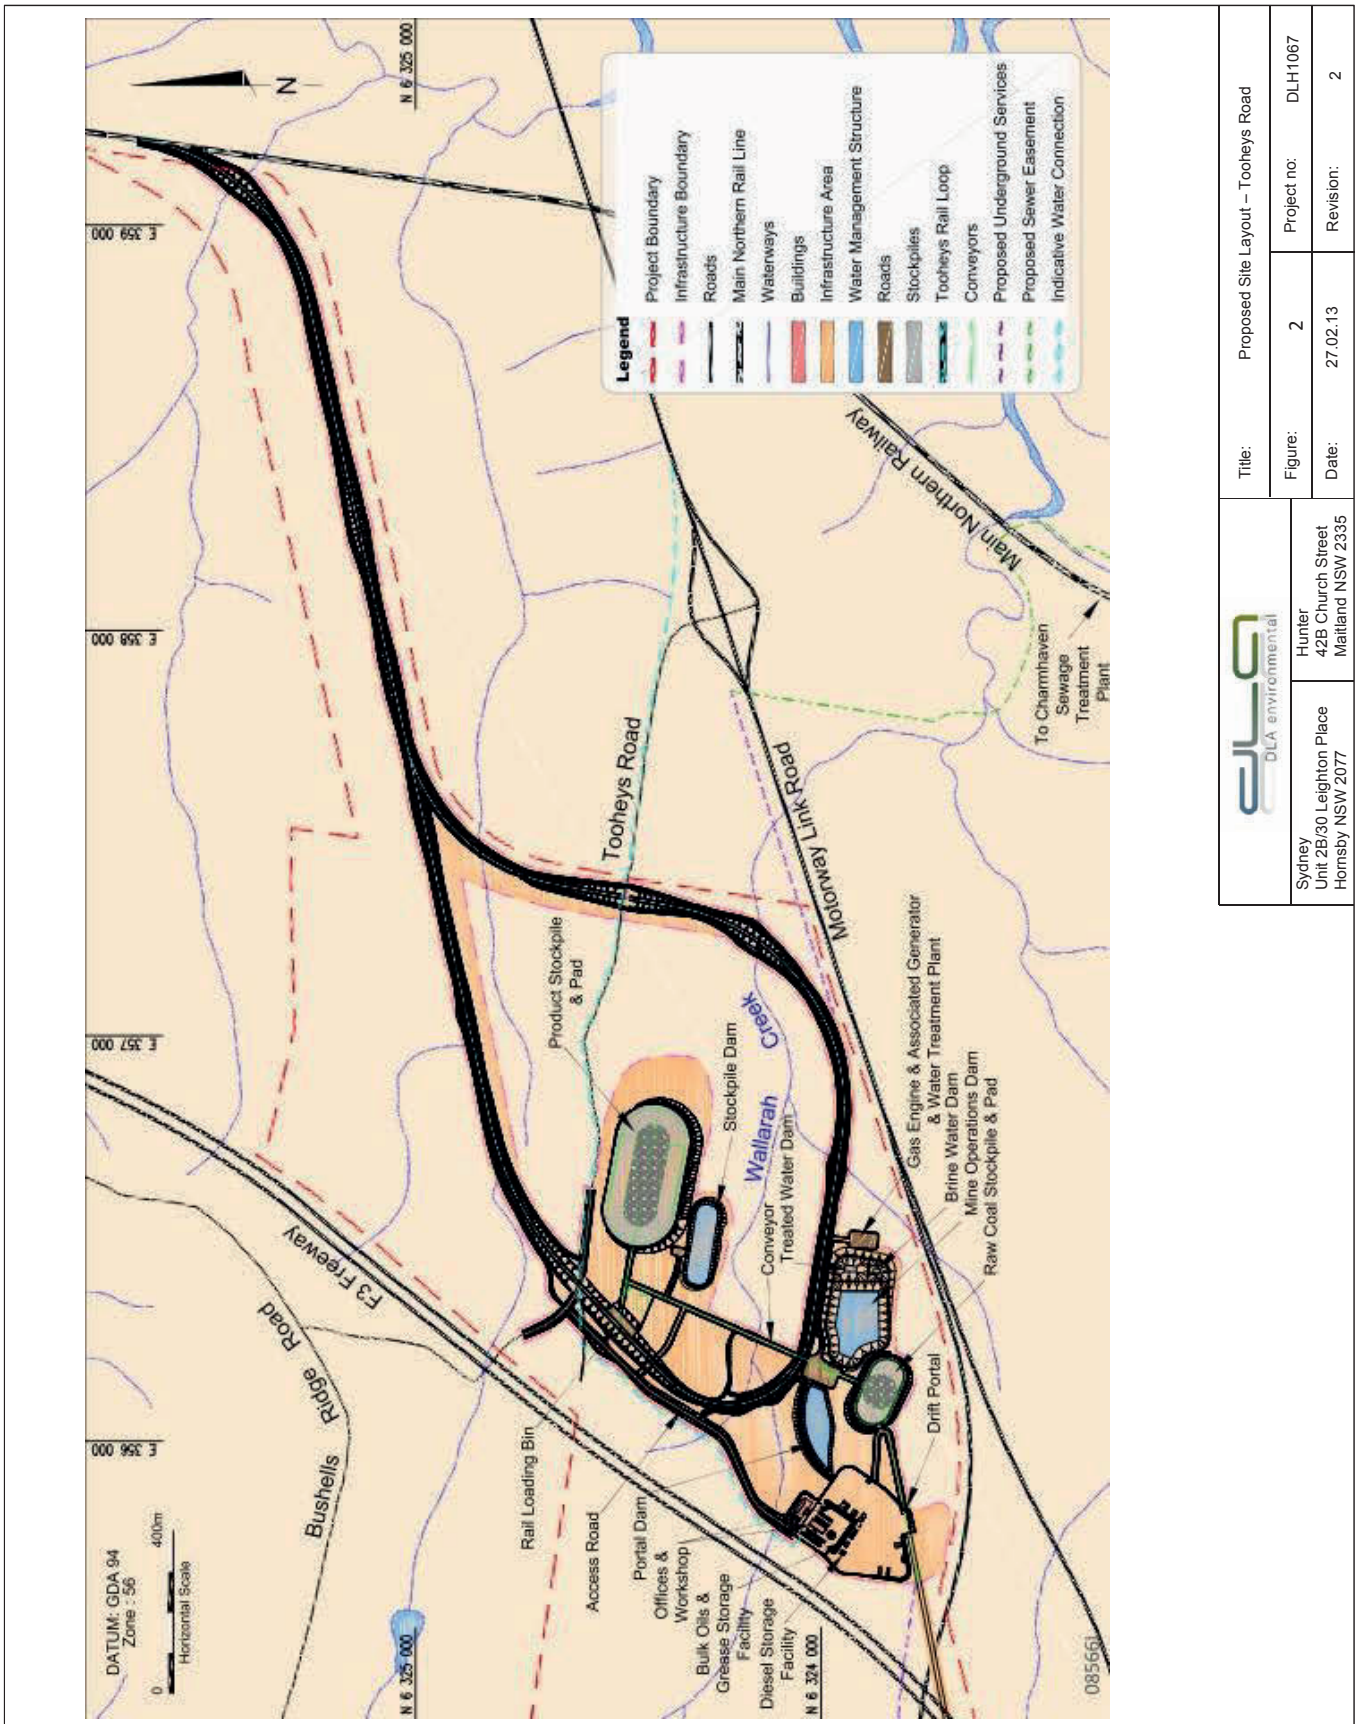 DATUM: GDA 94
Zone : 56
0
400m
Horizontal Scale
E 356 000
E 357 000
E 358 000
E 359 000
N 6 325 000
N 6 325 000
N 6 324 000
N
Bushells
Ridge
Road
F3 Freeway
Tooheys Road
Motorway Link Road
Main Northern Railway
Wallarah
Creek
Rail Loading Bin
Access Road
Portal Dam
Offices &
Workshop
Bulk Oils &
Grease Storage
Facility
Diesel Storage
Facility
Product Stockpile
& Pad
Stockpile Dam
Conveyor
Treated Water Dam
Gas Engine & Associated Generator
& Water Treatment Plant
Brine Water Dam
Mine Operations Dam
Raw Coal Stockpile & Pad
Drift Portal
To Charmhaven
Sewage
Treatment
Plant
Legend
Project Boundary
Infrastructure Boundary
Roads
Main Northern Rail Line
Waterways
Buildings
Infrastructure Area
Water Management Structure
Roads
Stockpiles
Tooheys Rail Loop
Conveyors
Proposed Underground Services
Proposed Sewer Easement
Indicative Water Connection
dLa
DLA environmental
Sydney
Unit 2B/30 Leighton Place
Hornsby NSW 2077
Hunter
42B Church Street
Maitland NSW 2335
Title: Proposed Site Layout – Tooheys Road
Figure: 2
Project no: DLH1067
Date: 27.02.13
Revision: 2